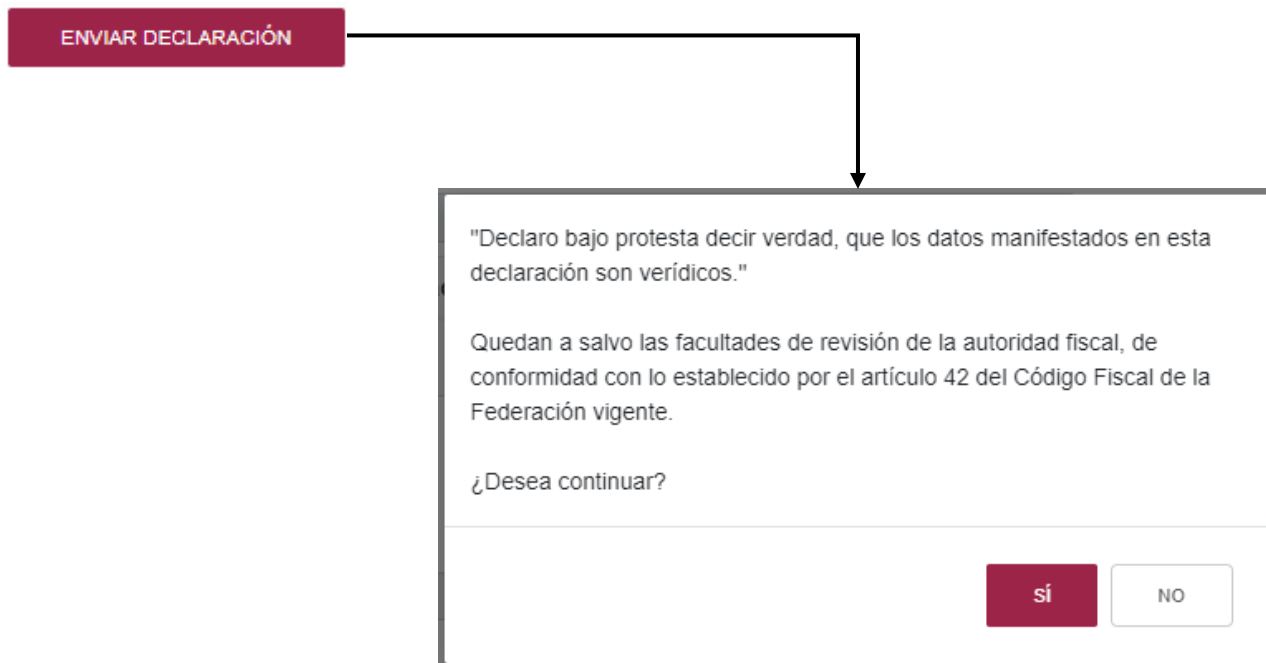 ENVIAR DECLARACIÓN
"Declaro bajo protesta decir verdad, que los datos manifestados en esta
declaración son verídicos."
Quedan a salvo las facultades de revisión de la autoridad fiscal, de
conformidad con lo establecido por el artículo 42 del Código Fiscal de la
Federación vigente.
¿Desea continuar?
SÍ
NO